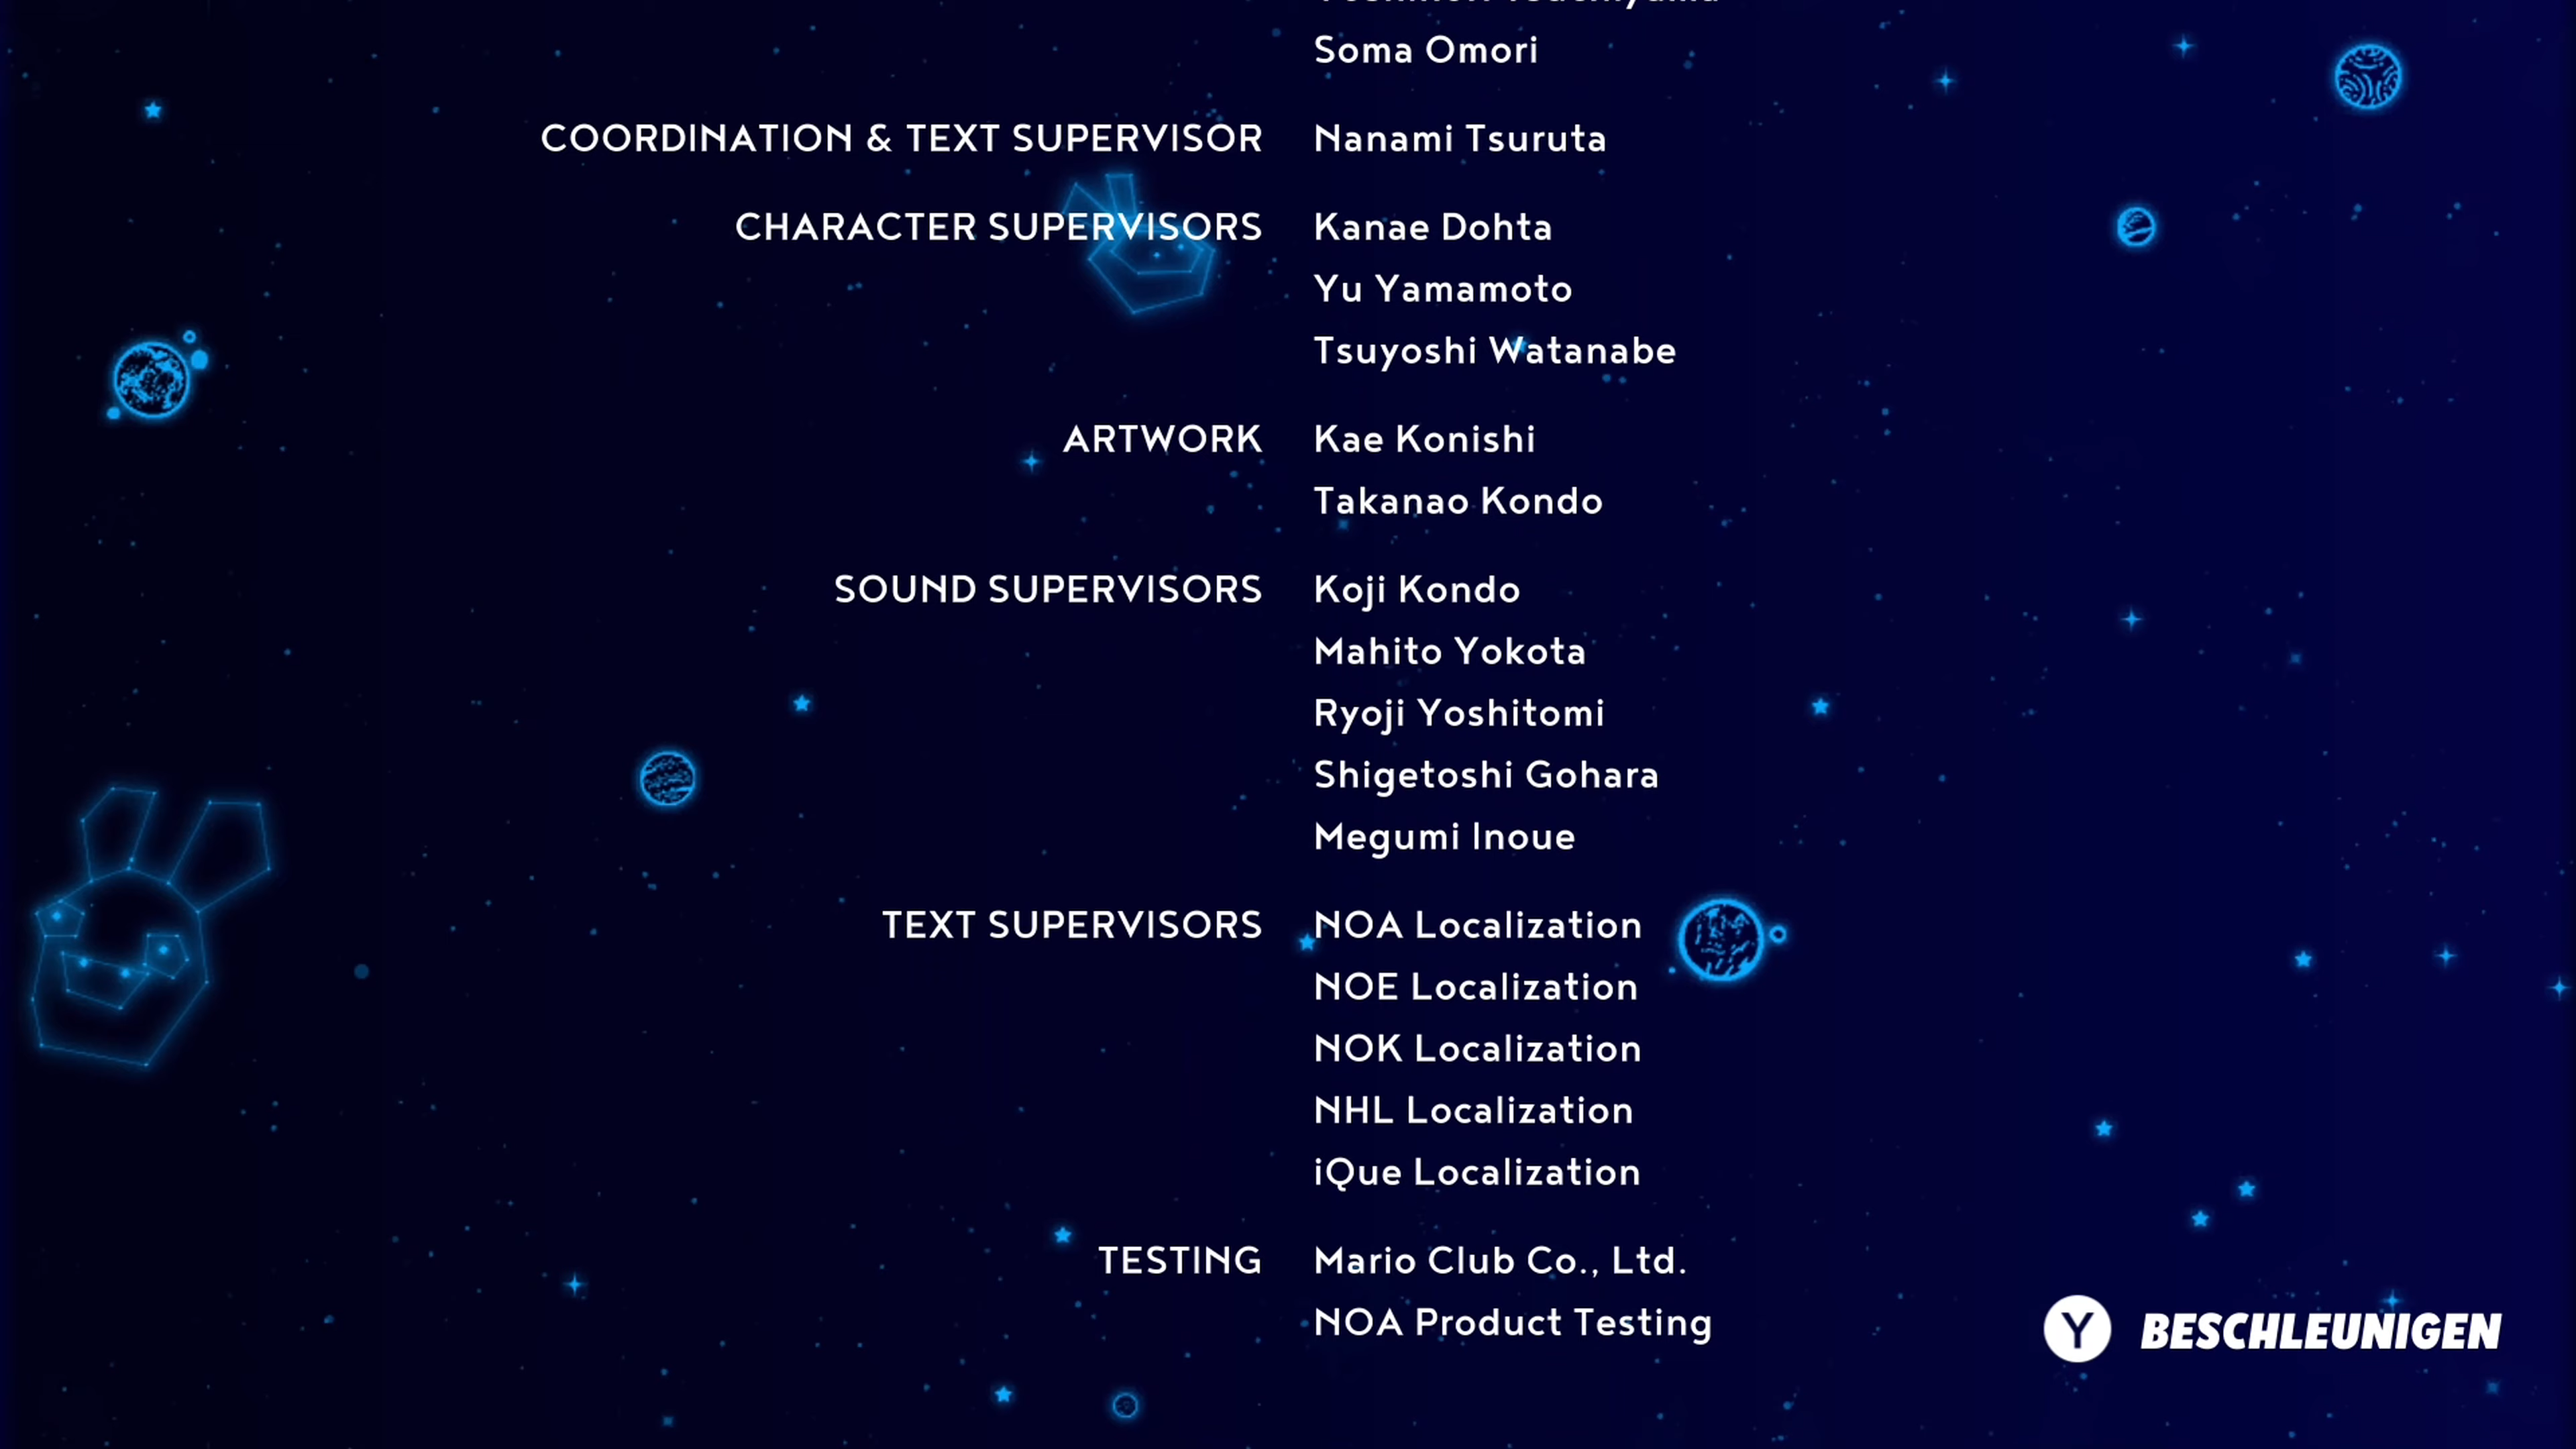 Soma Omori
COORDINATION & TEXT SUPERVISOR Nanami Tsuruta
CHARACTER SUPERVISORS Kanae Dohta
Yu Yamamoto
Tsuyoshi Watanabe
ARTWORK Kae Konishi
Takanao Kondo
SOUND SUPERVISORS Koji Kondo
Mahito Yokota
Ryoji Yoshitomi
Shigetoshi Gohara
Megumi Inoue
TEXT SUPERVISORS NOA Localization
NOE Localization
NOK Localization
NHL Localization
iQue Localization
TESTING Mario Club Co., Ltd.
NOA Product Testing
Y BESCHLEUNIGEN